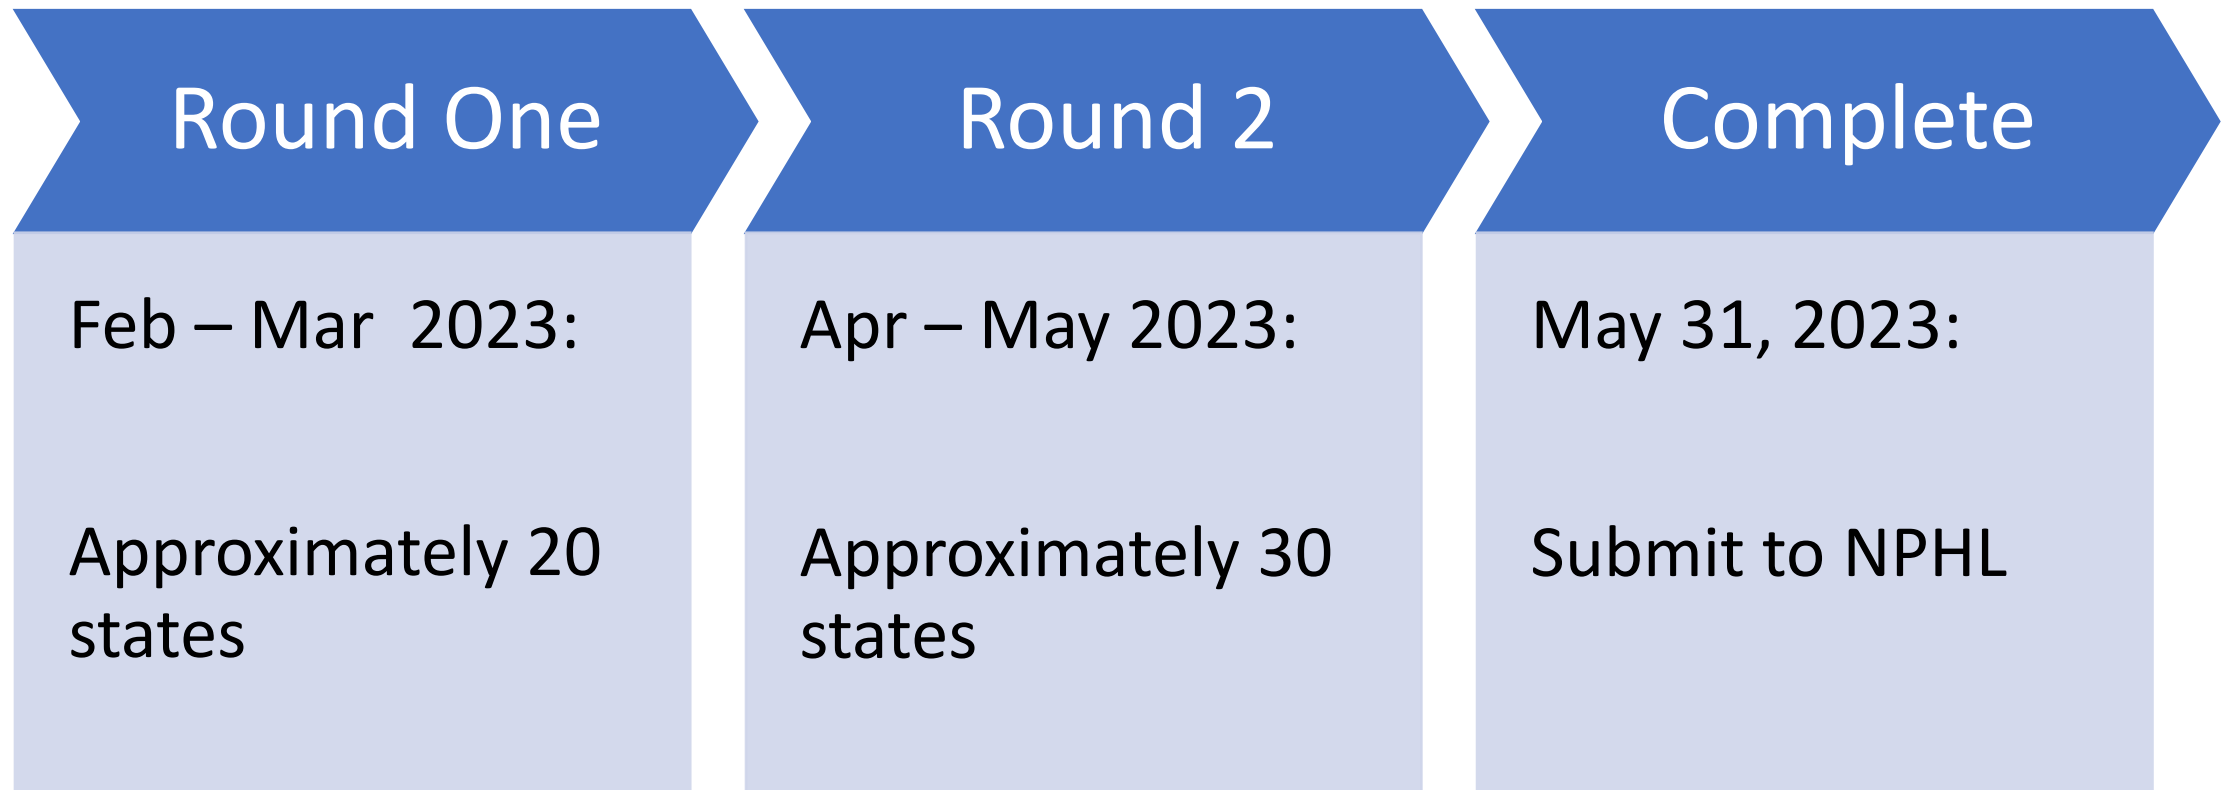 Round One
Feb – Mar  2023:
Approximately 20
states
Round 2
Apr – May 2023:
Approximately 30
states
Complete
May 31, 2023:
Submit to NPHL